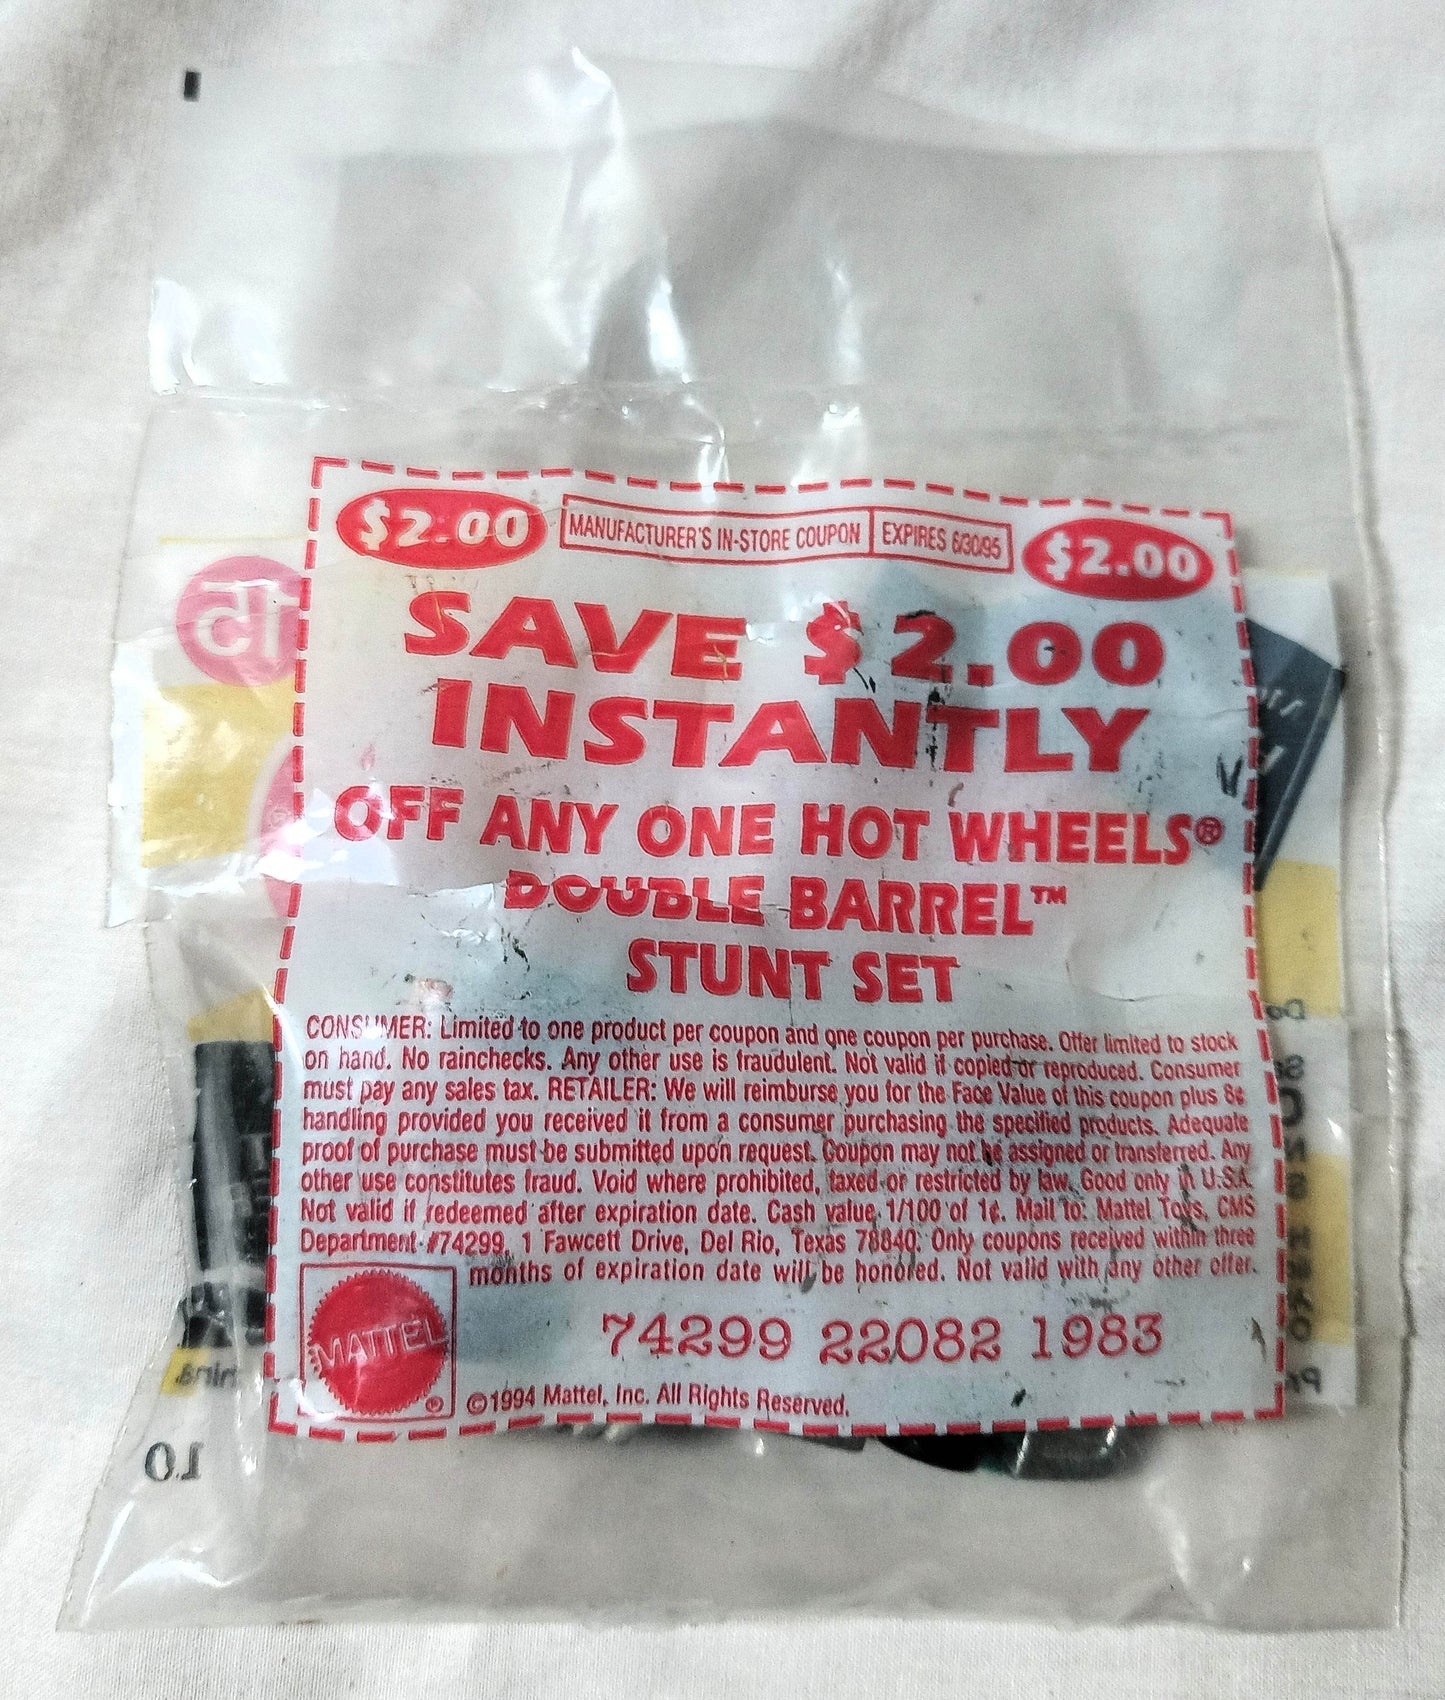 $2.00 MANUFACTURER'S IN-STORE COUPON EXPIRES 6/30/95 $2.00
SAVE $2.00
INSTANTLY
OFF ANY ONE HOT WHEELS®
DOUBLE BARREL™
STUNT SET
CONSUMER: Limited to one product per coupon and one coupon per purchase. Offer limited to stock
on hand. No rainchecks. Any other use is fraudulent. Not valid if copied or reproduced. Consumer
must pay any sales tax. RETAILER: We will reimburse you for the Face Value of this coupon plus 8¢
handling provided you received it from a consumer purchasing the specified products. Adequate
proof of purchase must be submitted upon request. Coupon may not be assigned or transferred. Any
other use constitutes fraud. Void where prohibited, taxed or restricted by law. Good only in U.S.A.
Not valid if redeemed after expiration date. Cash value 1/100 of 1¢. Mail to: Mattel Toys, CMS
Department #74299, 1 Fawcett Drive, Del Rio, Texas 78840. Only coupons received within three
months of expiration date will be honored. Not valid with any other offer.
MATTEL ®
74299 22082 1983
©1994 Mattel, Inc. All Rights Reserved.